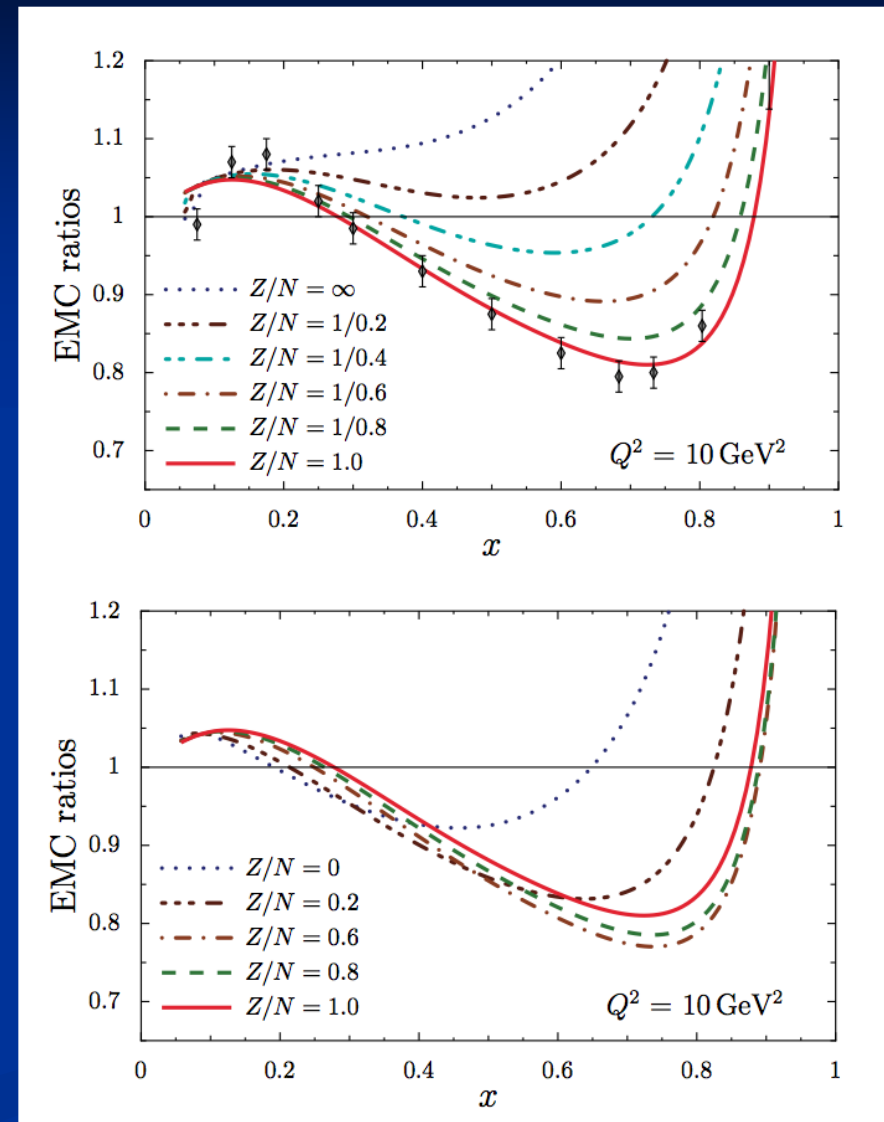 1.2
1.1
1
0.9
0.8
0.7
EMC ratios
Z/N = ∞
Z/N = 1/0.2
Z/N = 1/0.4
Z/N = 1/0.6
Z/N = 1/0.8
Z/N = 1.0
Q² = 10 GeV²
0 0.2 0.4 0.6 0.8 1
x
1.2
1.1
1
0.9
0.8
0.7
EMC ratios
Z/N = 0
Z/N = 0.2
Z/N = 0.6
Z/N = 0.8
Z/N = 1.0
Q² = 10 GeV²
0 0.2 0.4 0.6 0.8 1
x